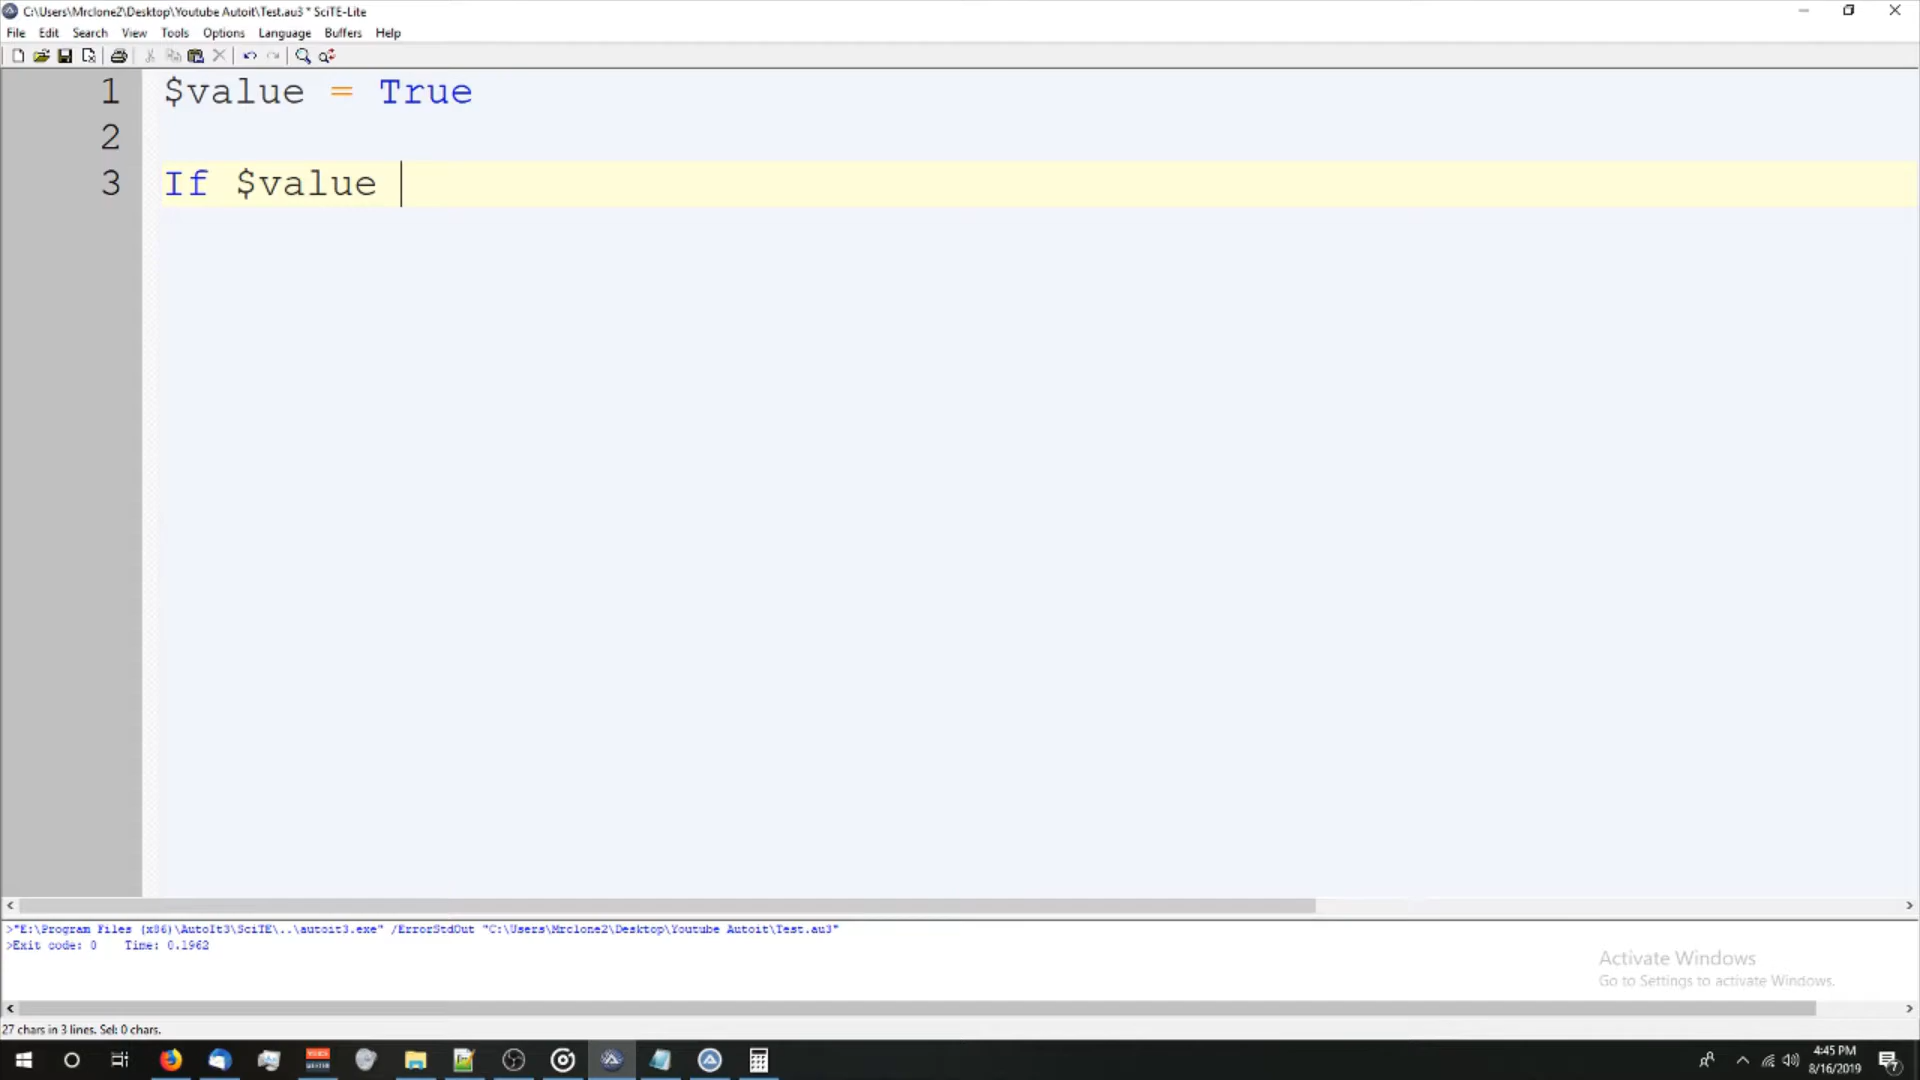 C:\Users\Mrclone2\Desktop\Youtube Autoit\Test.au3 * SciTE-Lite
File Edit Search View Tools Options Language Buffers Help
1 $value = True
2
3 If $value
>"E:\Program Files (x86)\AutoIt3\SciTE\..\autoit3.exe" /ErrorStdOut "C:\Users\Mrclone2\Desktop\Youtube Autoit\Test.au3"
>Exit code: 0    Time: 0.1962
Activate Windows
Go to Settings to activate Windows.
27 chars in 3 lines. Sel: 0 chars.
4:45 PM
8/16/2019